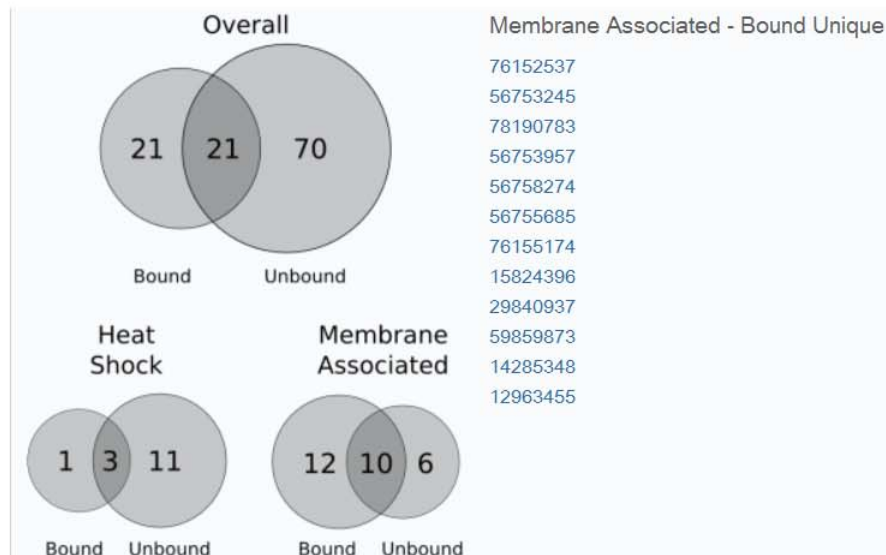 Overall
21 21 70
Bound Unbound
Heat
Shock
1 3 11
Bound Unbound
Membrane
Associated
12 10 6
Bound Unbound
Membrane Associated - Bound Unique
76152537
56753245
78190783
56753957
56758274
56755685
76155174
15824396
29840937
59859873
14285348
12963455